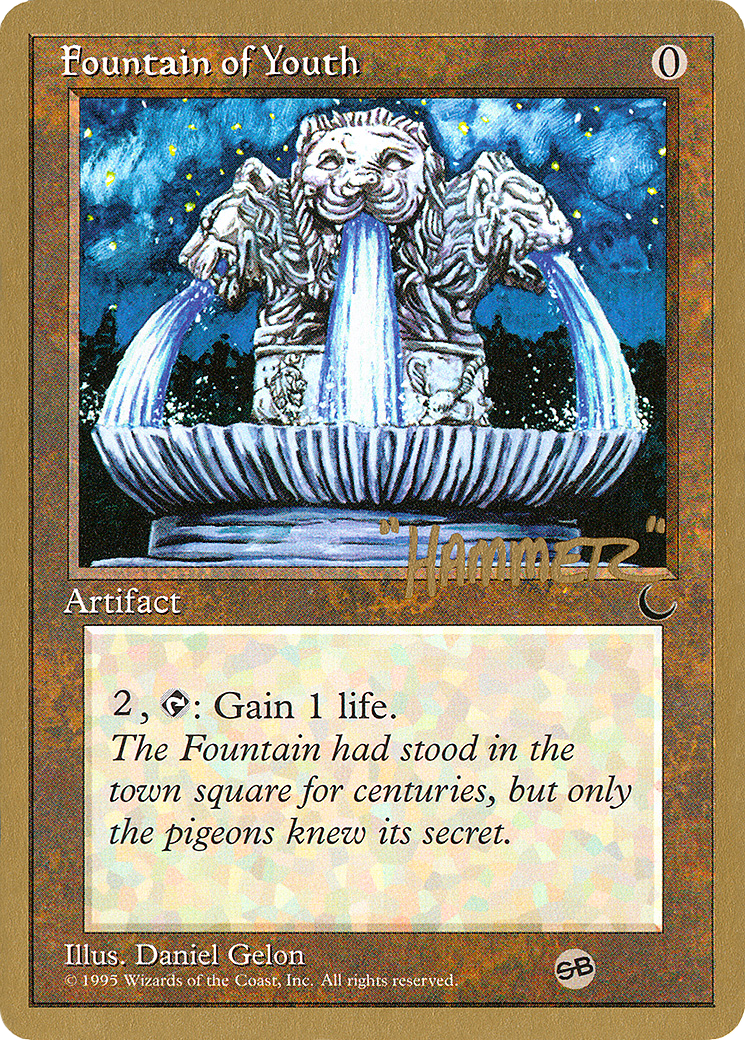 Fountain of Youth
0
"HAMMER"
Artifact
2, : Gain 1 life.
The Fountain had stood in the
town square for centuries, but only
the pigeons knew its secret.
Illus. Daniel Gelon
© 1995 Wizards of the Coast, Inc. All rights reserved.
SB